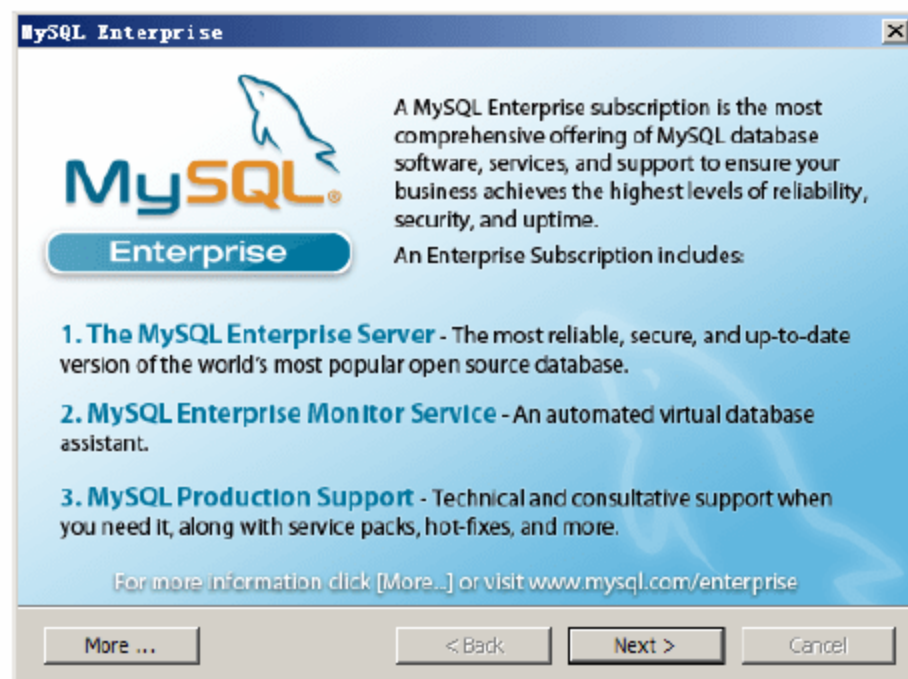 MySQL Enterprise
A MySQL Enterprise subscription is the most
comprehensive offering of MySQL database
software, services, and support to ensure your
business achieves the highest levels of reliability,
security, and uptime.
An Enterprise Subscription includes:
MySQL®
Enterprise
1. The MySQL Enterprise Server - The most reliable, secure, and up-to-date
version of the world's most popular open source database.
2. MySQL Enterprise Monitor Service - An automated virtual database
assistant.
3. MySQL Production Support - Technical and consultative support when
you need it, along with service packs, hot-fixes, and more.
For more information click [More...] or visit www.mysql.com/enterprise
More ...
< Back
Next >
Cancel